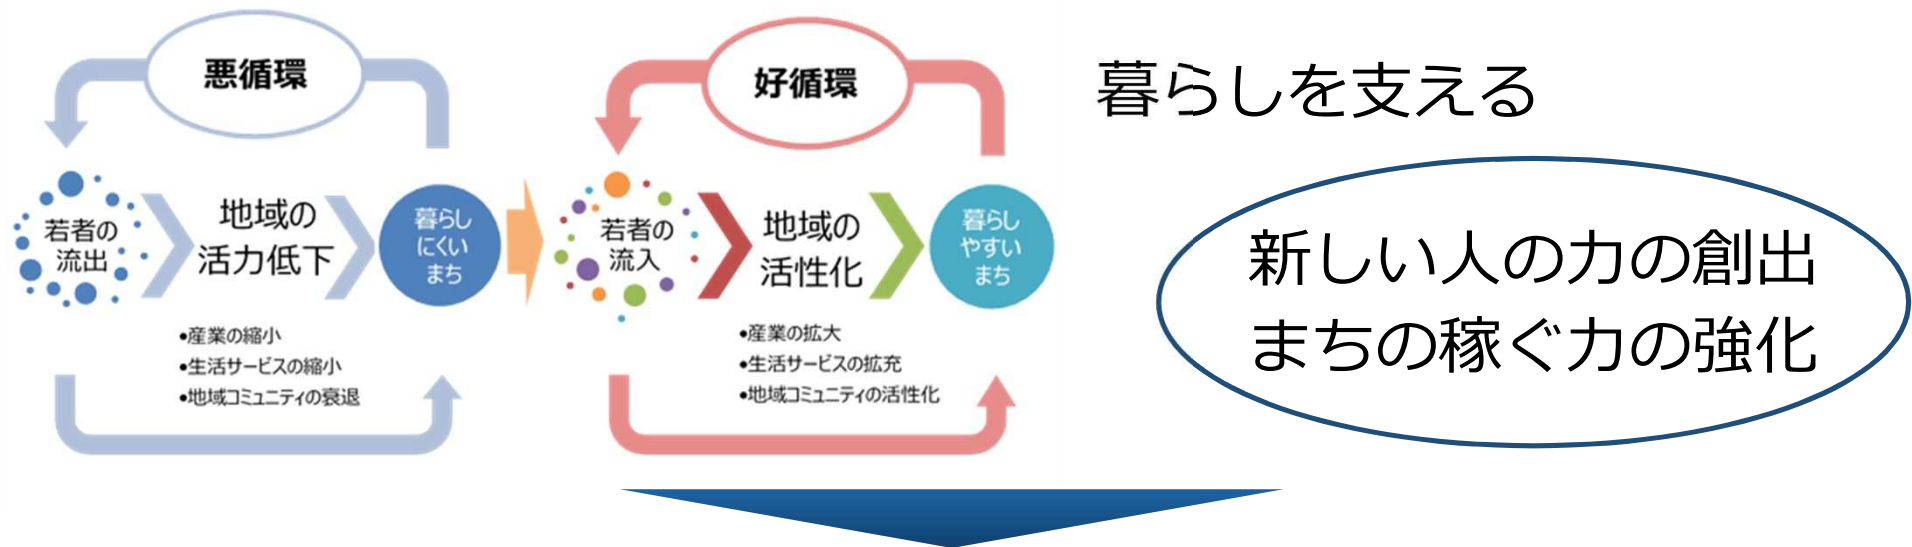 悪循環
若者の
流出
地域の
活力低下
暮らし
にくい
まち
•産業の縮小
•生活サービスの縮小
•地域コミュニティの衰退
好循環
若者の
流入
地域の
活性化
暮らし
やすい
まち
•産業の拡大
•生活サービスの拡充
•地域コミュニティの活性化
暮らしを支える
新しい人の力の創出
まちの稼ぐ力の強化